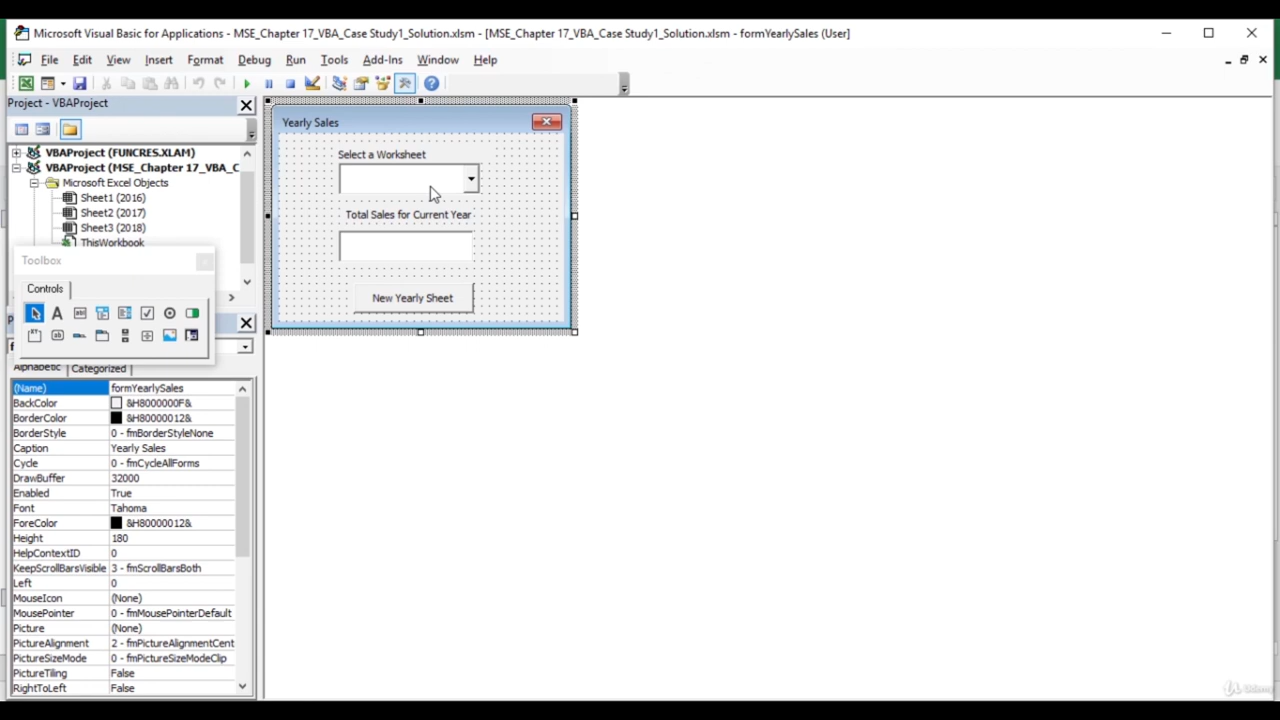 Microsoft Visual Basic for Applications - MSE_Chapter 17_VBA_Case Study1_Solution.xlsm - [MSE_Chapter 17_VBA_Case Study1_Solution.xlsm - formYearlySales (User)]
File Edit View Insert Format Debug Run Tools Add-Ins Window Help
Project - VBAProject
VBAProject (FUNCRES.XLAM)
VBAProject (MSE_Chapter 17_VBA_C
Microsoft Excel Objects
Sheet1 (2016)
Sheet2 (2017)
Sheet3 (2018)
ThisWorkbook
Toolbox
Controls
Alphabetic Categorized
(Name) formYearlySales
BackColor &H8000000F&
BorderColor &H80000012&
BorderStyle 0 - fmBorderStyleNone
Caption Yearly Sales
Cycle 0 - fmCycleAllForms
DrawBuffer 32000
Enabled True
Font Tahoma
ForeColor &H80000012&
Height 180
HelpContextID 0
KeepScrollBarsVisible 3 - fmScrollBarsBoth
Left 0
MouseIcon (None)
MousePointer 0 - fmMousePointerDefault
Picture (None)
PictureAlignment 2 - fmPictureAlignmentCent
PictureSizeMode 0 - fmPictureSizeModeClip
PictureTiling False
RightToLeft False
Yearly Sales
Select a Worksheet
Total Sales for Current Year
New Yearly Sheet
Udemy